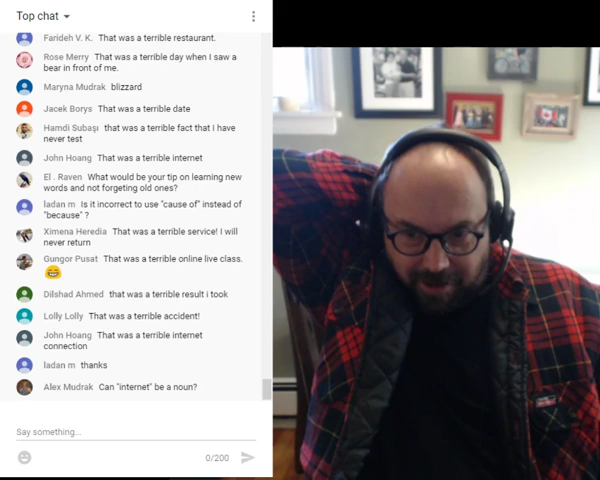 Top chat
Farideh V. K. That was a terrible restaurant.
Rose Merry That was a terrible day when I saw a
bear in front of me.
Maryna Mudrak blizzard
Jacek Borys That was a terrible date
Hamdi Subaşı that was a terrible fact that I have
never test
John Hoang That was a terrible internet
El . Raven What would be your tip on learning new
words and not forgeting old ones?
ladan m Is it incorrect to use "cause of" instead of
"because" ?
Ximena Heredia That was a terrible service! I will
never return
Gungor Pusat That was a terrible online live class.
Dilshad Ahmed that was a terrible result i took
Lolly Lolly That was a terrible accident!
John Hoang That was a terrible internet
connection
ladan m thanks
Alex Mudrak Can "internet" be a noun?
Say something...
0/200